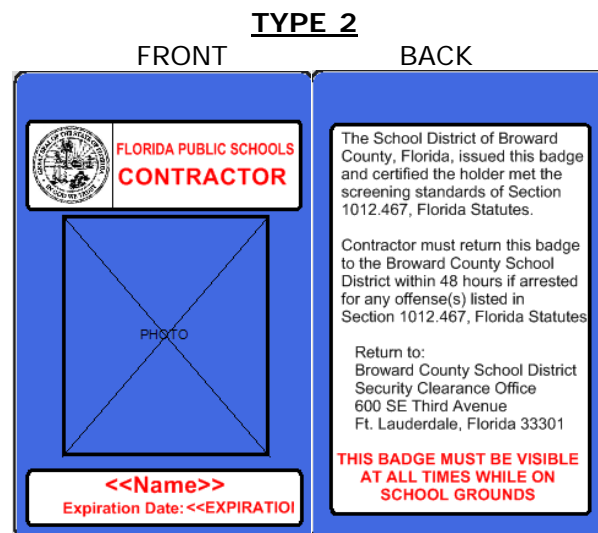 TYPE 2
FRONT
BACK
FLORIDA PUBLIC SCHOOLS
CONTRACTOR
PHOTO
<<Name>>
Expiration Date: <<EXPIRATIO
The School District of Broward
County, Florida, issued this badge
and certified the holder met the
screening standards of Section
1012.467, Florida Statutes.
Contractor must return this badge
to the Broward County School
District within 48 hours if arrested
for any offense(s) listed in
Section 1012.467, Florida Statutes
Return to:
Broward County School District
Security Clearance Office
600 SE Third Avenue
Ft. Lauderdale, Florida 33301
THIS BADGE MUST BE VISIBLE
AT ALL TIMES WHILE ON
SCHOOL GROUNDS